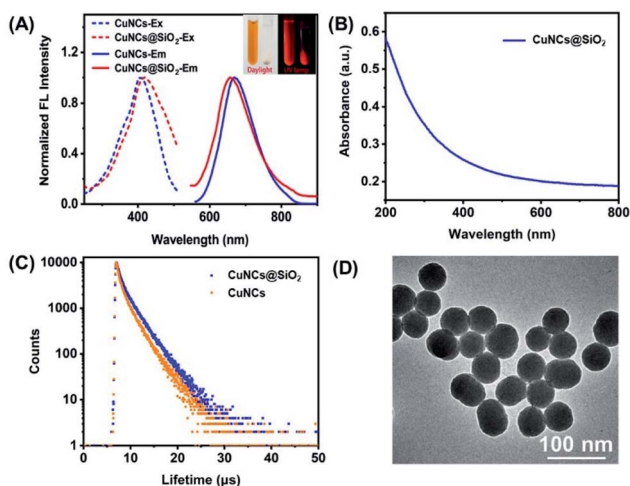 (A)
CuNCs-Ex
CuNCs@SiO₂-Ex
CuNCs-Em
CuNCs@SiO₂-Em
Daylight
UV lamp
Normalized FL Intensity
1.0
0.8
0.4
0.0
400
600
800
Wavelength (nm)
(B)
CuNCs@SiO₂
Absorbance (a.u.)
0.6
0.5
0.4
0.3
0.2
200
400
600
800
Wavelength (nm)
(C)
CuNCs@SiO₂
CuNCs
Counts
10000
1000
100
10
1
0
10
20
30
40
50
Lifetime (µs)
(D)
100 nm